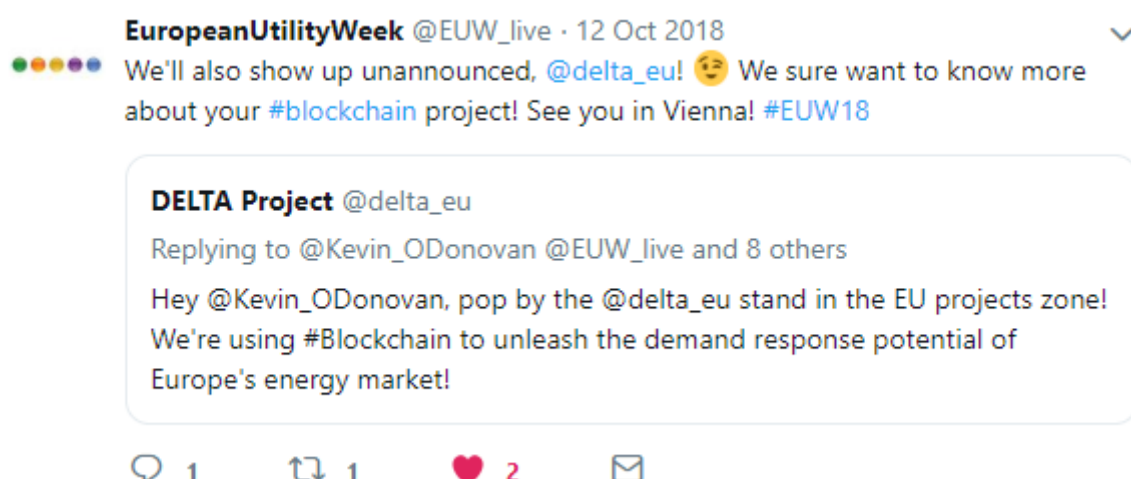 EuropeanUtilityWeek @EUW_live · 12 Oct 2018
We'll also show up unannounced, @delta_eu! 😉 We sure want to know more
about your #blockchain project! See you in Vienna! #EUW18
DELTA Project @delta_eu
Replying to @Kevin_ODonovan @EUW_live and 8 others
Hey @Kevin_ODonovan, pop by the @delta_eu stand in the EU projects zone!
We're using #Blockchain to unleash the demand response potential of
Europe's energy market!
1 1 2